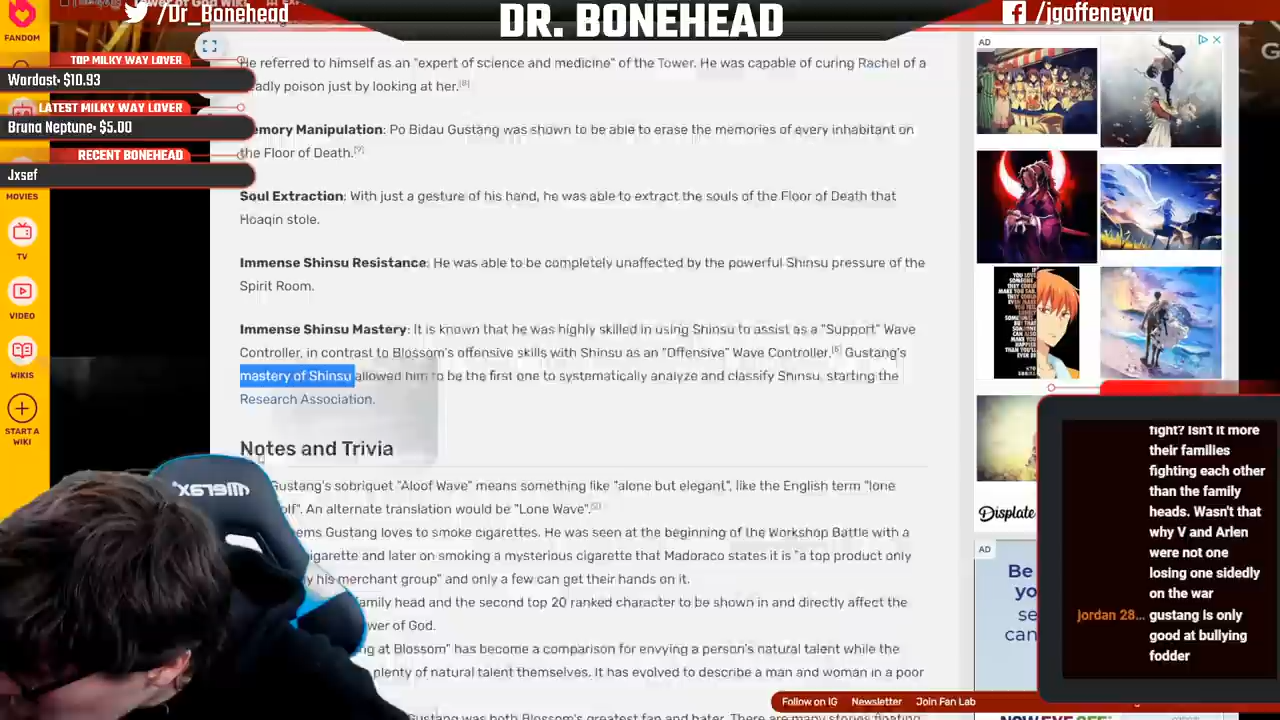 /Dr_Bonehead
DR. BONEHEAD
/jgoffeneyva
FANDOM
TOP MILKY WAY LOVER
Wordast• $10.93
LATEST MILKY WAY LOVER
Bruna Neptune• $5.00
RECENT BONEHEAD
Jxsef
MOVIES
TV
VIDEO
WIKIS
START A
WIKI
He referred to himself as an "expert of science and medicine" of the Tower. He was capable of curing Rachel of a
deadly poison just by looking at her.[8]
Memory Manipulation: Po Bidau Gustang was shown to be able to erase the memories of every inhabitant on
the Floor of Death.[9]
Soul Extraction: With just a gesture of his hand, he was able to extract the souls of the Floor of Death that
Hoaqin stole.
Immense Shinsu Resistance: He was able to be completely unaffected by the powerful Shinsu pressure of the
Spirit Room.
Immense Shinsu Mastery: It is known that he was highly skilled in using Shinsu to assist as a "Support" Wave
Controller, in contrast to Blossom's offensive skills with Shinsu as an "Offensive" Wave Controller.[6] Gustang's
mastery of Shinsu allowed him to be the first one to systematically analyze and classify Shinsu, starting the
Research Association.
Notes and Trivia
Gustang's sobriquet "Aloof Wave" means something like "alone but elegant", like the English term "lone
olf". An alternate translation would be "Lone Wave".
ems Gustang loves to smoke cigarettes. He was seen at the beginning of the Workshop Battle with a
igarette and later on smoking a mysterious cigarette that Madoraco states it is "a top product only
y his merchant group" and only a few can get their hands on it.
amily head and the second top 20 ranked character to be shown in and directly affect the
wer of God.
ng at Blossom" has become a comparison for envying a person's natural talent while the
plenty of natural talent themselves. It has evolved to describe a man and woman in a poor
Gustang was both Blossom's greatest fan and hater. There are many stories
AD
Displate
AD
Be
yo
se
can
fight? Isn't it more
their families
fighting each other
than the family
heads. Wasn't that
why V and Arlen
were not one
losing one sidedly
on the war
jordan 28... gustang is only
good at bullying
fodder
Follow on IG Newsletter Join Fan Lab